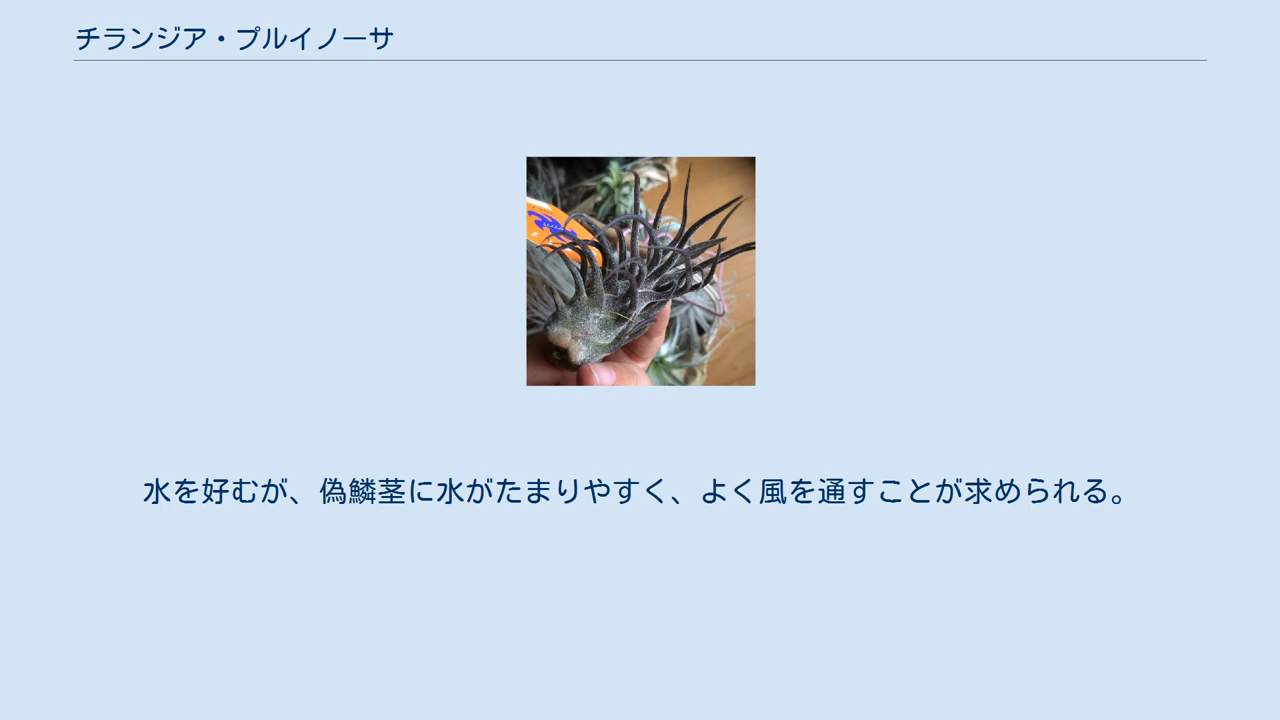 チランジア・プルイノーサ
水を好むが、偽鱗茎に水がたまりやすく、よく風を通すことが求められる。